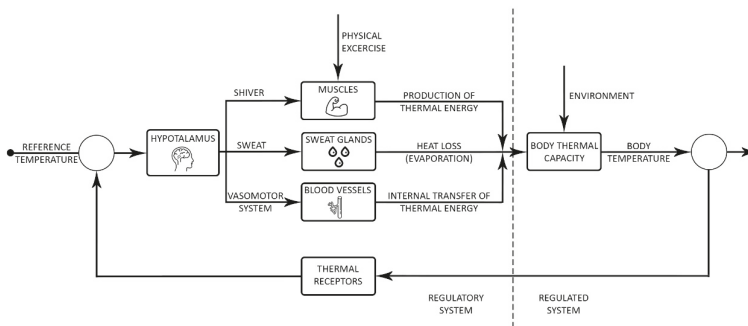 PHYSICAL
EXCERCISE
SHIVER
MUSCLES
PRODUCTION OF
THERMAL ENERGY
ENVIRONMENT
REFERENCE
TEMPERATURE
HYPOTALAMUS
SWEAT
SWEAT GLANDS
HEAT LOSS
(EVAPORATION)
BODY THERMAL
CAPACITY
BODY
TEMPERATURE
VASOMOTOR
SYSTEM
BLOOD VESSELS
INTERNAL TRANSFER OF
THERMAL ENERGY
THERMAL
RECEPTORS
REGULATORY
SYSTEM
REGULATED
SYSTEM